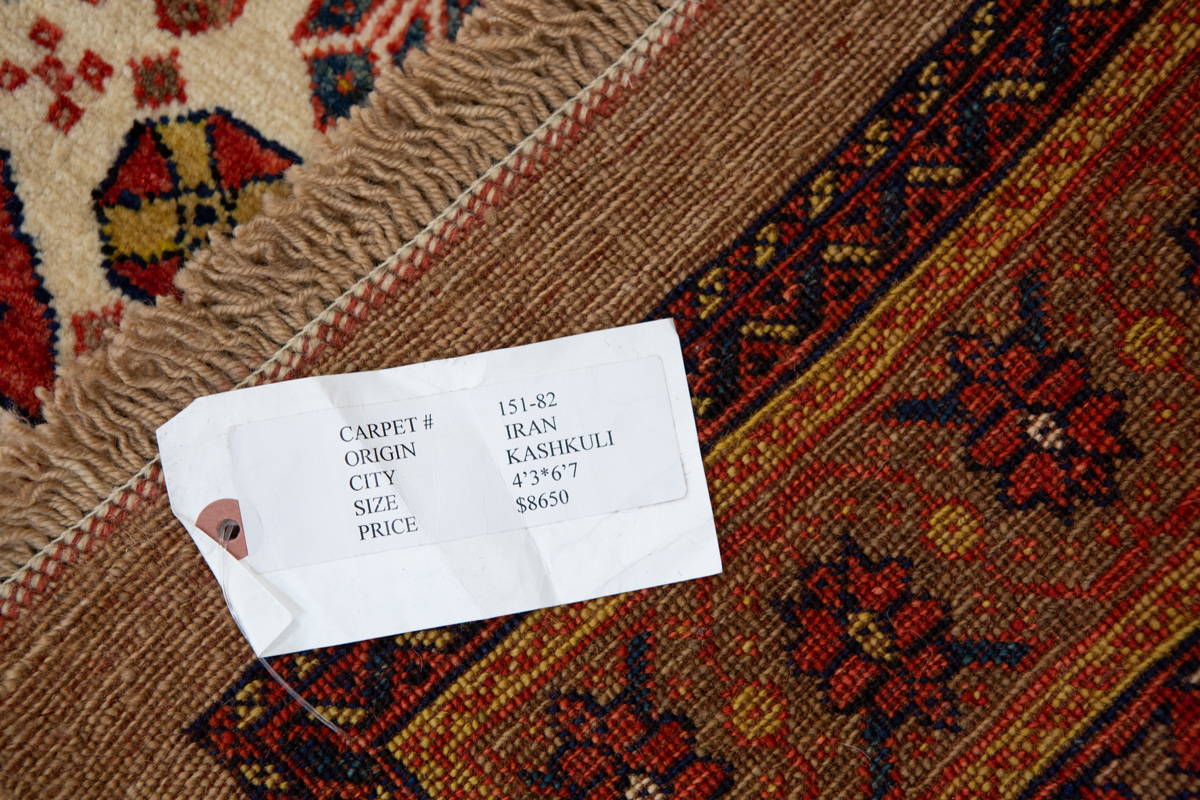 CARPET # 151-82
ORIGIN IRAN
CITY KASHKULI
SIZE 4'3*6'7
PRICE $8650